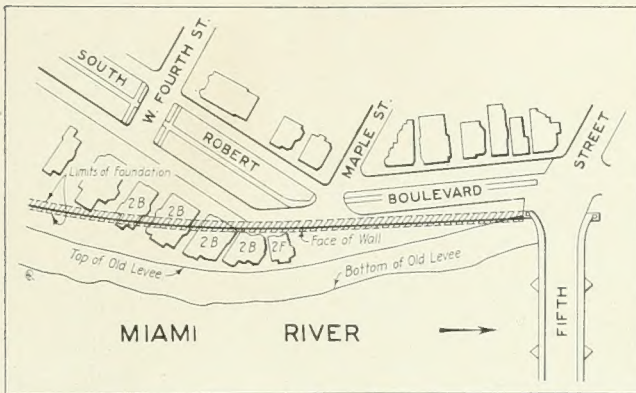 SOUTH
W. FOURTH ST.
ROBERT
MAPLE ST.
BOULEVARD
STREET
FIFTH
Limits of Foundation
2B
2B
2B
2B
2F
Face of Wall
Top of Old Levee
Bottom of Old Levee
MIAMI RIVER